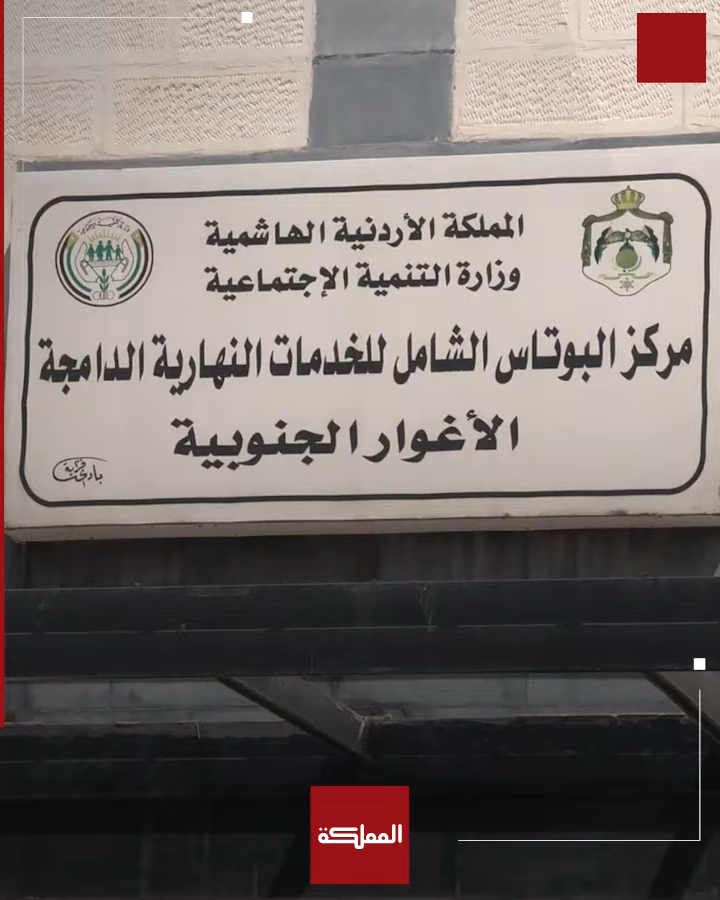 المملكة الأردنية الهاشمية
وزارة التنمية الإجتماعية
مركز البوتاس الشامل للخدمات النهارية الدامجة
الأغوار الجنوبية
المملكة